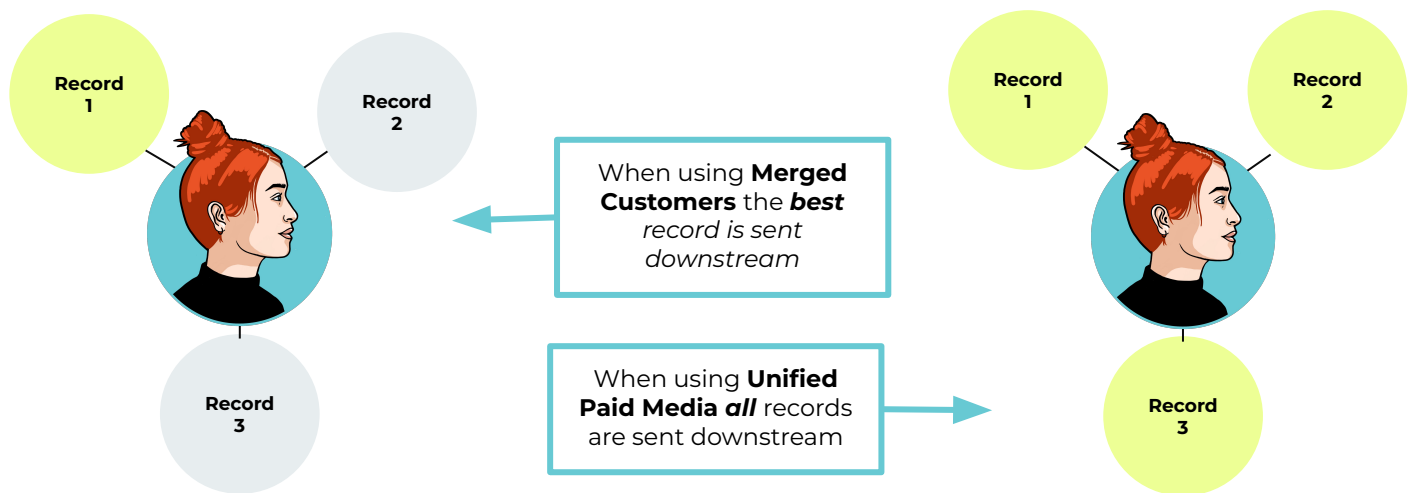 Record
1
Record
2
Record
3
When using Merged
Customers the best
record is sent
downstream
When using Unified
Paid Media all records
are sent downstream
Record
1
Record
2
Record
3